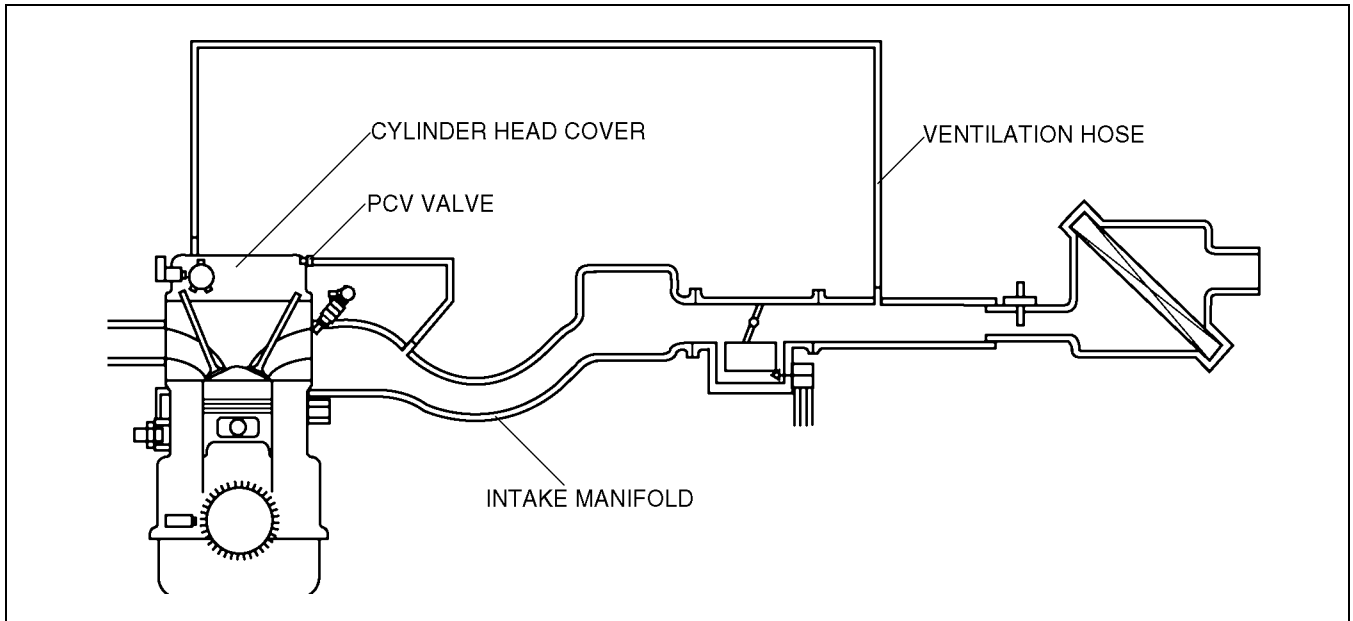 CYLINDER HEAD COVER
VENTILATION HOSE
PCV VALVE
INTAKE MANIFOLD